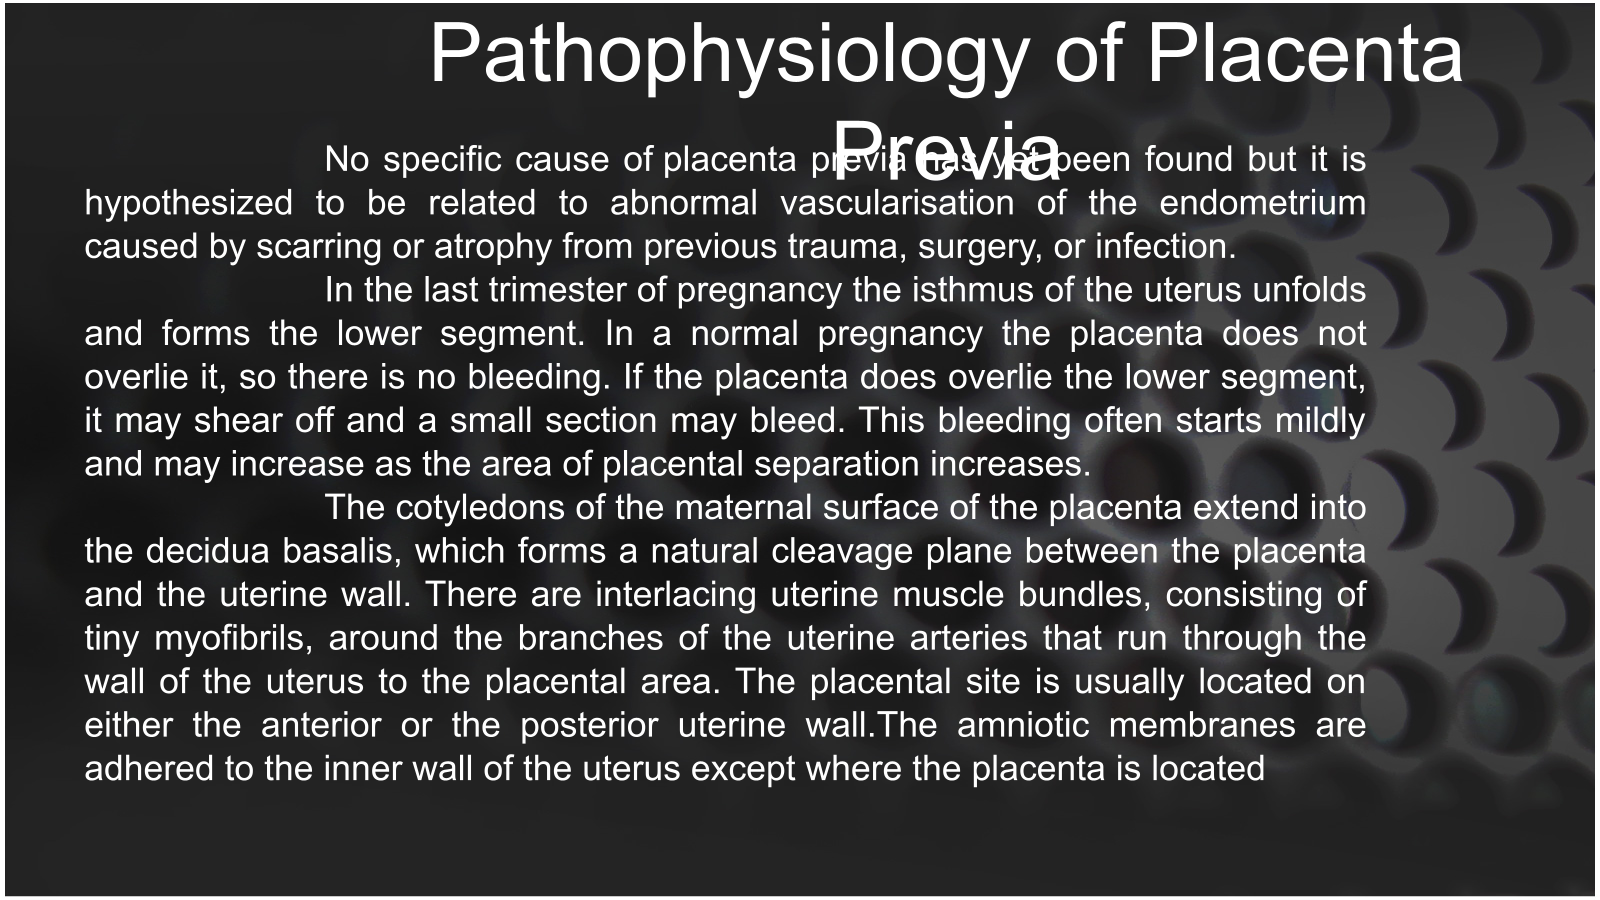 Pathophysiology of Placenta
Previa
No specific cause of placenta previa has yet been found but it is
hypothesized to be related to abnormal vascularisation of the endometrium
caused by scarring or atrophy from previous trauma, surgery, or infection.
In the last trimester of pregnancy the isthmus of the uterus unfolds
and forms the lower segment. In a normal pregnancy the placenta does not
overlie it, so there is no bleeding. If the placenta does overlie the lower segment,
it may shear off and a small section may bleed. This bleeding often starts mildly
and may increase as the area of placental separation increases.
The cotyledons of the maternal surface of the placenta extend into
the decidua basalis, which forms a natural cleavage plane between the placenta
and the uterine wall. There are interlacing uterine muscle bundles, consisting of
tiny myofibrils, around the branches of the uterine arteries that run through the
wall of the uterus to the placental area. The placental site is usually located on
either the anterior or the posterior uterine wall.The amniotic membranes are
adhered to the inner wall of the uterus except where the placenta is located